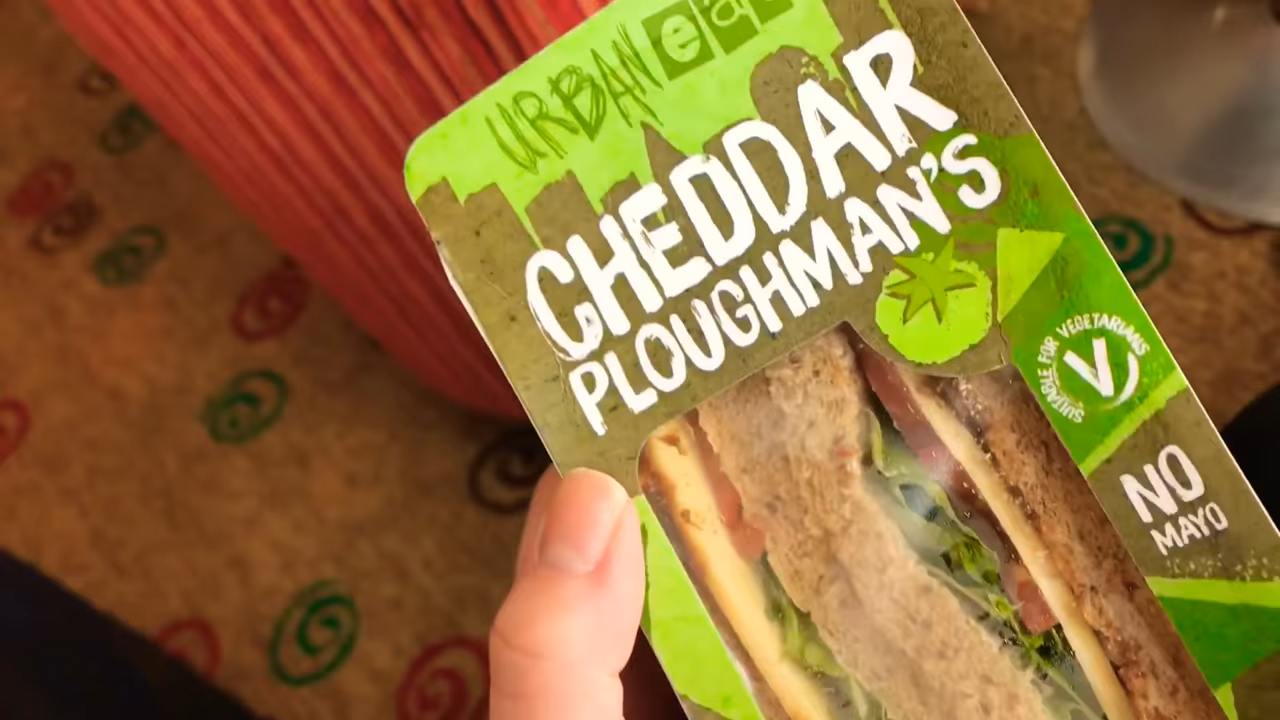 URBAN eat
CHEDDAR
PLOUGHMAN'S
SUITABLE FOR VEGETARIANS
V
NO
MAYO